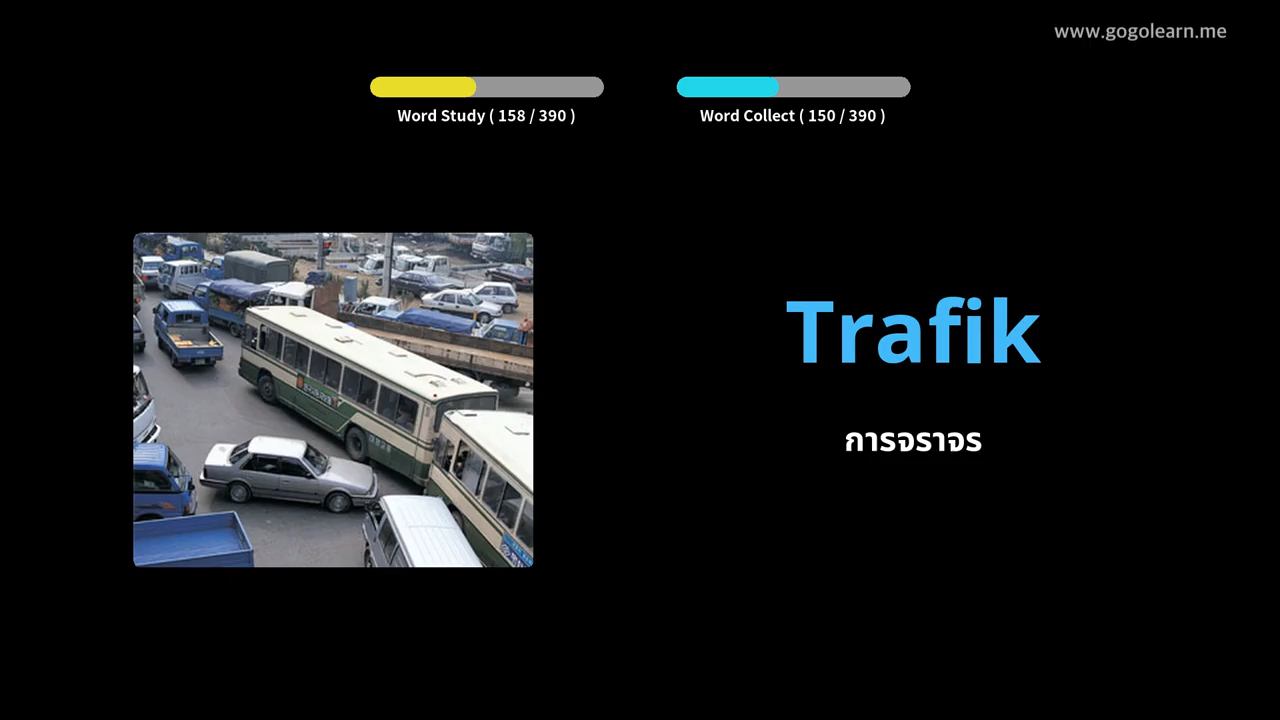 www.gogolearn.me
Word Study ( 158 / 390 )
Word Collect ( 150 / 390 )
Trafik
การจราจร